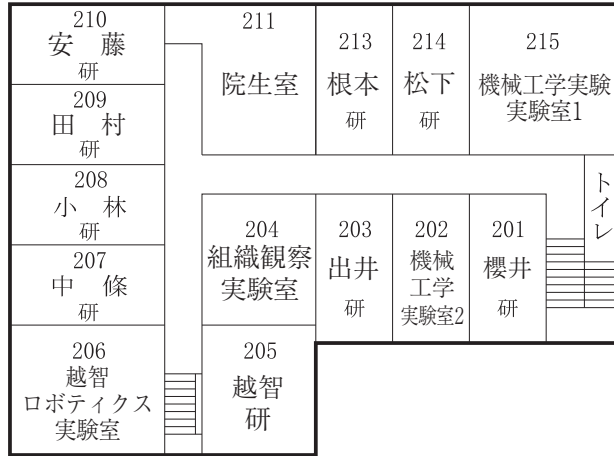 210
安 藤
研
209
田 村
研
208
小 林
研
207
中 條
研
206
越智
ロボティクス
実験室
211
院生室
213
根本
研
214
松下
研
215
機械工学実験
実験室1
トイレ
204
組織観察
実験室
203
出井
研
202
機械
工学
実験室2
201
櫻井
研
205
越智
研